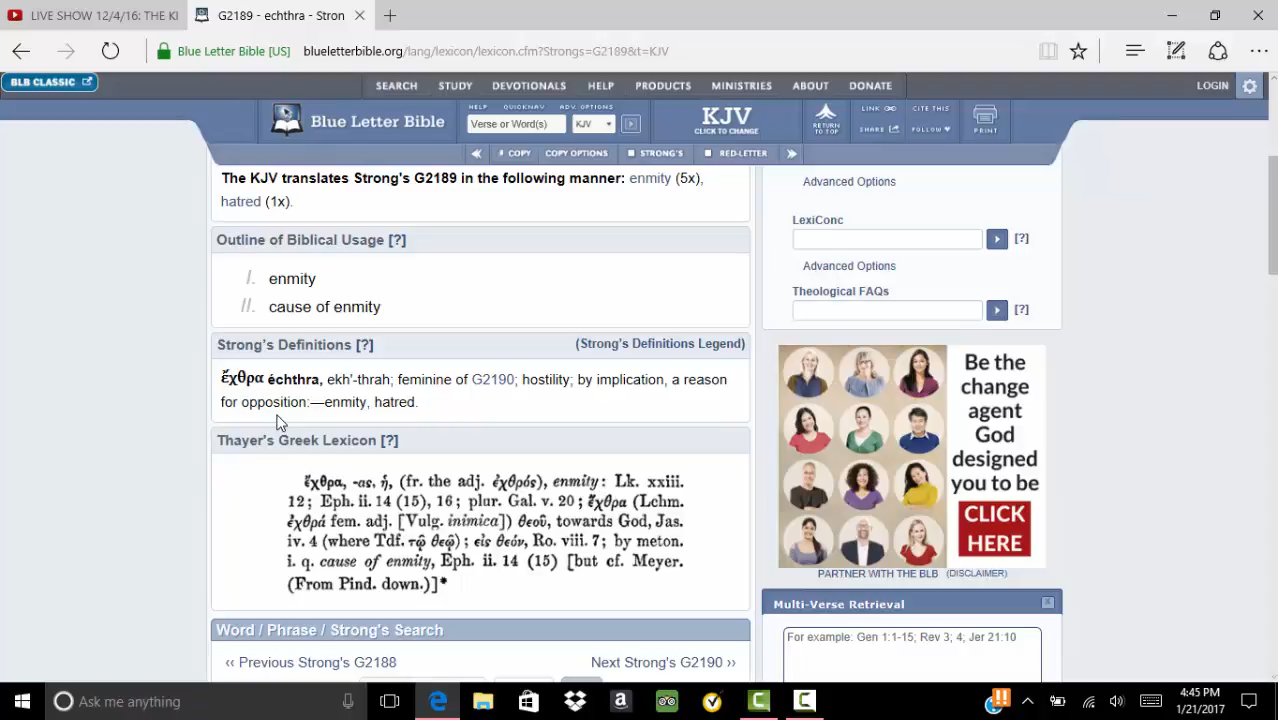 LIVE SHOW 12/4/16: THE KI
G2189 - echthra - Stron
Blue Letter Bible [US]
blueletterbible.org/lang/lexicon/lexicon.cfm?Strongs=G2189&t=KJV
BLB CLASSIC
SEARCH STUDY DEVOTIONALS HELP PRODUCTS MINISTRIES ABOUT DONATE
LOGIN
Blue Letter Bible
HELP QUICKNAV ADV. OPTIONS
Verse or Word(s) KJV
KJV
CLICK TO CHANGE
RETURN
TO TOP
LINK CITE THIS
SHARE FOLLOW
PRINT
COPY COPY OPTIONS STRONG'S RED-LETTER
The KJV translates Strong's G2189 in the following manner: enmity (5x),
hatred (1x).
Outline of Biblical Usage [?]
I. enmity
II. cause of enmity
Strong's Definitions [?] (Strong's Definitions Legend)
ἔχθρα échthra, ekh'-thrah; feminine of G2190; hostility; by implication, a reason
for opposition:—enmity, hatred.
Thayer's Greek Lexicon [?]
ἔχθρα, -ας, ἡ, (fr. the adj. ἐχθρός), enmity: Lk. xxiii.
12; Eph. ii. 14 (15), 16; plur. Gal. v. 20; ἔχθρα (Lchm.
ἐχθρά fem. adj. [Vulg. inimica]) θεοῦ, towards God, Jas.
iv. 4 (where Tdf. τῷ θεῷ); εἰς θεόν, Ro. viii. 7; by meton.
i. q. cause of enmity, Eph. ii. 14 (15) [but cf. Meyer.
(From Pind. down.)]*
Word / Phrase / Strong's Search
‹‹ Previous Strong's G2188 Next Strong's G2190 ››
Advanced Options
LexiConc
[?]
Advanced Options
Theological FAQs
[?]
Be the
change
agent
God
designed
you to be
CLICK
HERE
PARTNER WITH THE BLB (DISCLAIMER)
Multi-Verse Retrieval
For example: Gen 1:1-15; Rev 3; 4; Jer 21:10
Ask me anything
4:45 PM
1/21/2017